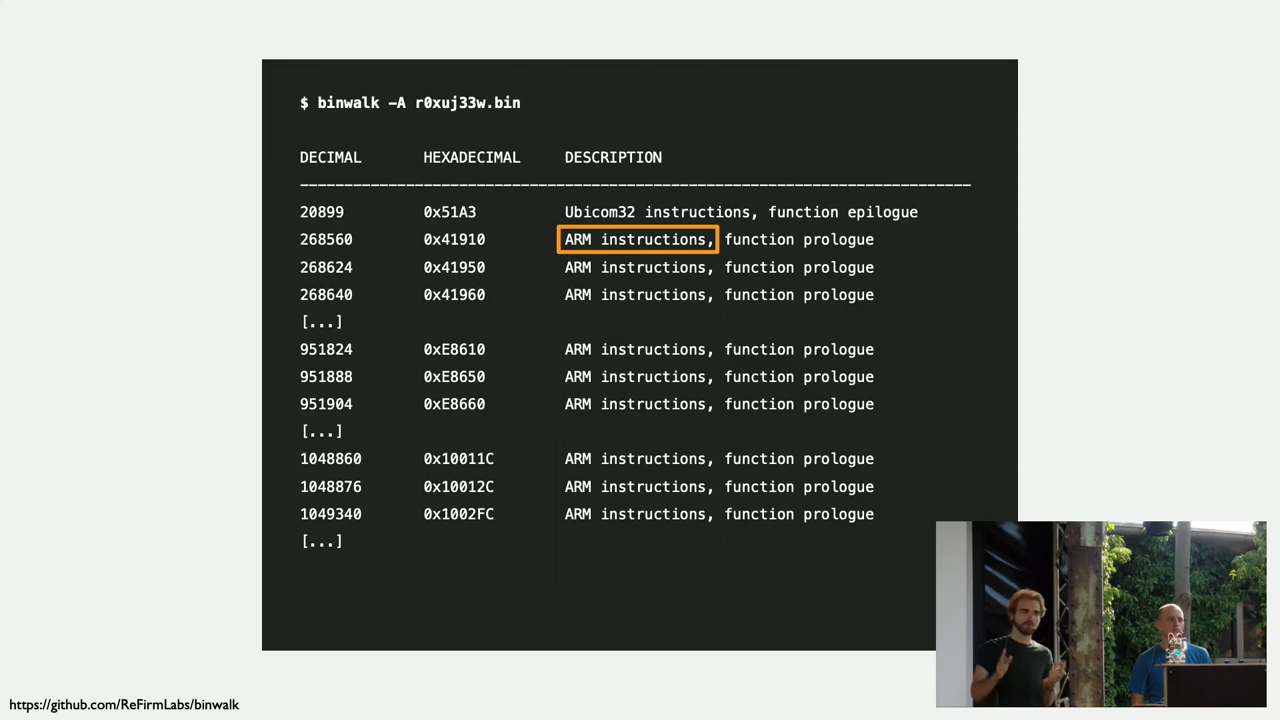 $ binwalk -A r0xuj33w.bin
DECIMAL HEXADECIMAL DESCRIPTION
--------------------------------------------------------------------------------
20899 0x51A3 Ubicom32 instructions, function epilogue
268560 0x41910 ARM instructions, function prologue
268624 0x41950 ARM instructions, function prologue
268640 0x41960 ARM instructions, function prologue
[...]
951824 0xE8610 ARM instructions, function prologue
951888 0xE8650 ARM instructions, function prologue
951904 0xE8660 ARM instructions, function prologue
[...]
1048860 0x10011C ARM instructions, function prologue
1048876 0x10012C ARM instructions, function prologue
1049340 0x1002FC ARM instructions, function prologue
[...]
https://github.com/ReFirmLabs/binwalk